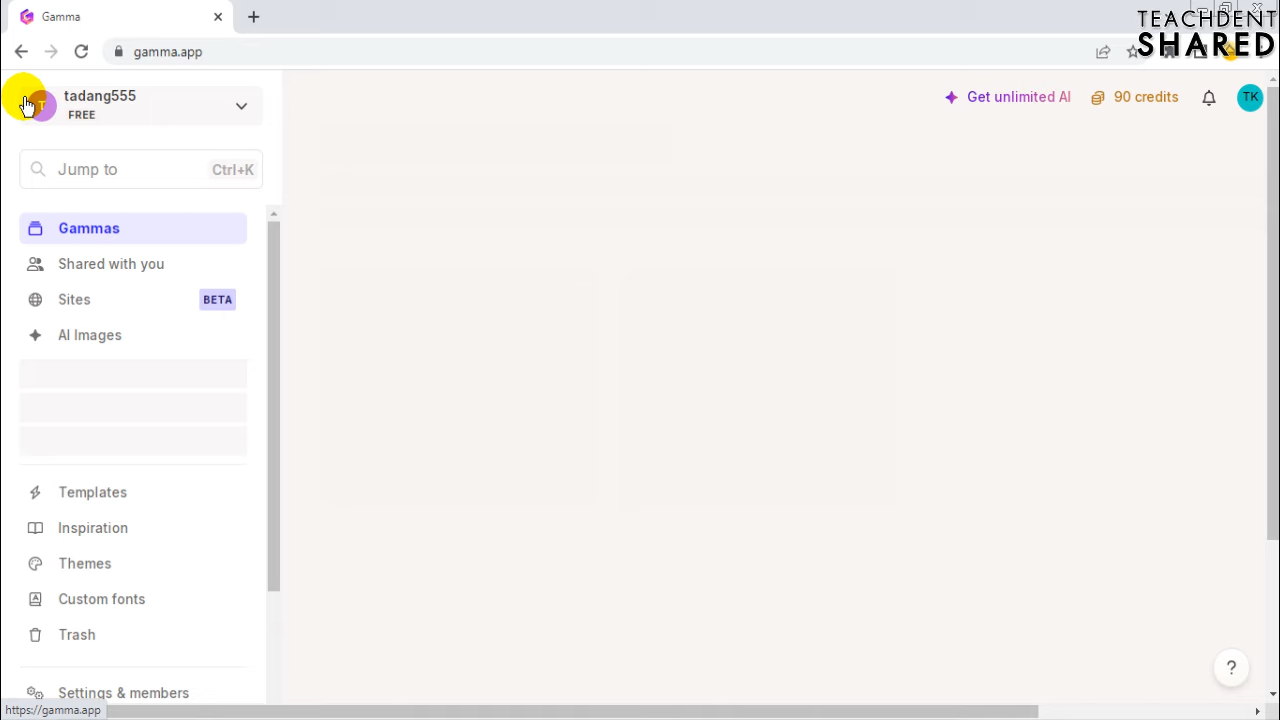 Gamma
TEACHDENT
SHARED
gamma.app
tadang555
FREE
T
Get unlimited AI
90 credits
TK
Jump to
Ctrl+K
Gammas
Shared with you
Sites
BETA
AI Images
Templates
Inspiration
Themes
Custom fonts
Trash
Settings & members
?
https://gamma.app